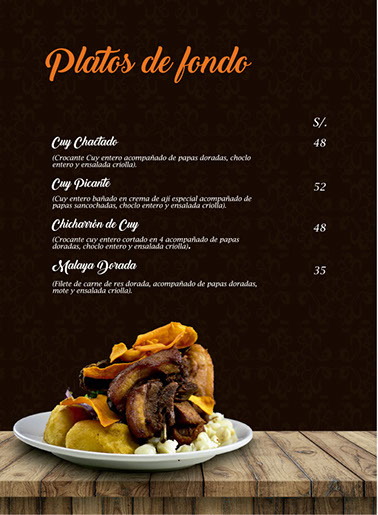 Platos de fondo
S/.
Cuy Chactado 48
(Crocante Cuy entero acompañado de papas doradas, choclo
entero y ensalada criolla).
Cuy Picante 52
(Cuy entero bañado en crema de aji especial acompañado de
papas sancochadas, choclo entero y ensalada criolla).
Chicharrón de Cuy 48
(Crocante cuy entero cortado en 4 acompañado de papas
doradas, choclo entero y ensalada criolla).
Malaya Dorada 35
(Filete de carne de res dorada, acompañado de papas doradas,
mote y ensalada criolla).